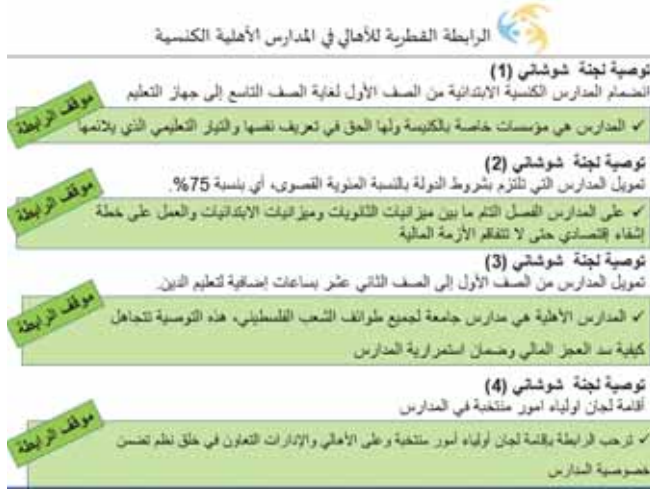 الرابطة القطرية للأهالي في المدارس الأهلية الكنسية
توصية لجنة شوشاني (1)
انضمام المدارس الكنسية الابتدائية من الصف الأول لغاية الصف التاسع إلى جهاز التعليم
موقف الرابطة
✓ المدارس هي مؤسسات خاصة بالكنيسة ولها الحق في تعريف نفسها والتيار التعليمي الذي يلائمها
توصية لجنة شوشاني (2)
تمويل المدارس التي تلتزم بشروط الدولة بالنسبة المئوية القصوى، أي بنسبة 75%.
موقف الرابطة
✓ على المدارس الفصل التام ما بين ميزانيات الثانويات وميزانيات الابتدائيات والعمل على خطة
إشفاء إقتصادي حتى لا تتفاقم الأزمة المالية
توصية لجنة شوشاني (3)
تمويل المدارس من الصف الأول إلى الصف الثاني عشر بساعات إضافية لتعليم الدين.
موقف الرابطة
✓ المدارس الأهلية هي مدارس جامعة لجميع طوائف الشعب الفلسطيني، هذه التوصية تتجاهل
كيفية سد العجز المالي وضمان استمرارية المدارس
توصية لجنة شوشاني (4)
أقامة لجان اولياء امور منتخبة في المدارس
موقف الرابطة
✓ ترحب الرابطة بإقامة لجان أولياء أمور منتخبة وعلى الأهالي والإدارات التعاون في خلق نظم تضمن
خصوصية المدارس